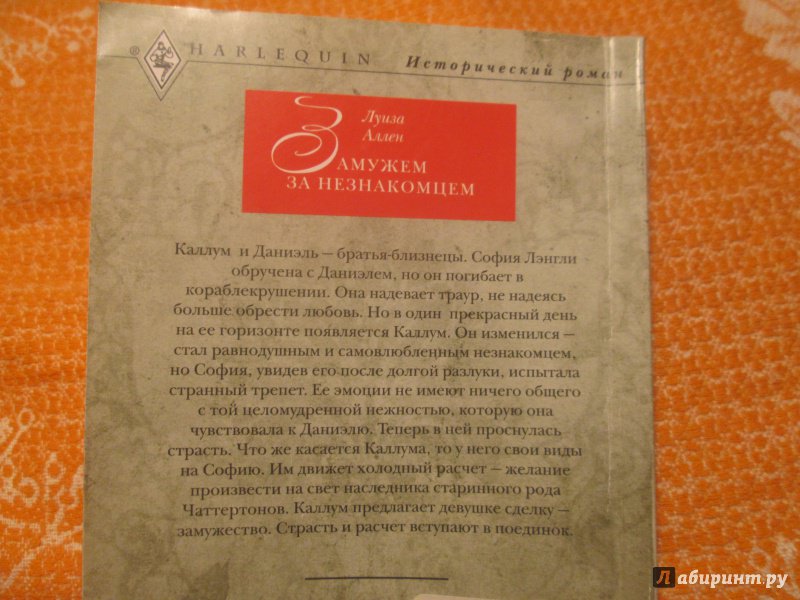 ® HARLEQUIN Исторический роман
Луиза
Аллен
ЗАМУЖЕМ
ЗА НЕЗНАКОМЦЕМ
Каллум и Даниэль – братья-близнецы. София Лэнгли
обручена с Даниэлем, но он погибает в
кораблекрушении. Она надевает траур, не надеясь
больше обрести любовь. Но в один прекрасный день
на ее горизонте появляется Каллум. Он изменился –
стал равнодушным и самовлюбленным незнакомцем,
но София, увидев его после долгой разлуки, испытала
странный трепет. Ее эмоции не имеют ничего общего
с той целомудренной нежностью, которую она
чувствовала к Даниэлю. Теперь в ней проснулась
страсть. Что же касается Каллума, то у него свои виды
на Софию. Им движет холодный расчет – желание
произвести на свет наследника старинного рода
Чаттертонов. Каллум предлагает девушке сделку –
замужество. Страсть и расчет вступают в поединок.
Лабиринт.ру